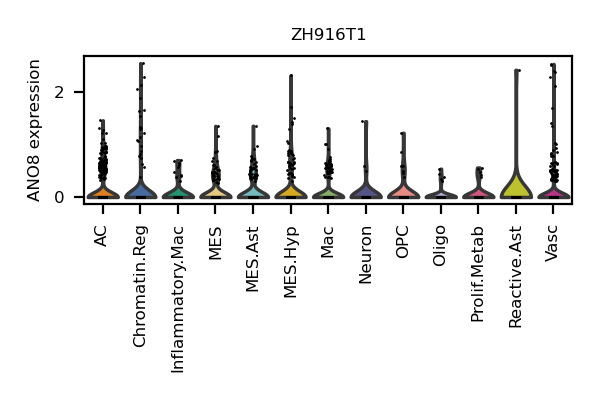 ZH916T1
ANO8 expression
2
0
AC
Chromatin.Reg
Inflammatory.Mac
MES
MES.Ast
MES.Hyp
Mac
Neuron
OPC
Oligo
Prolif.Metab
Reactive.Ast
Vasc